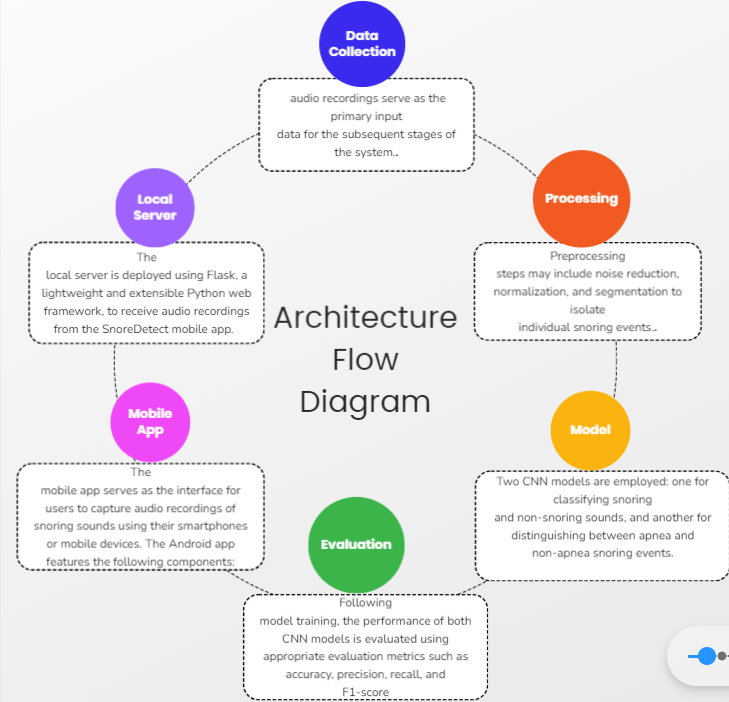 Data
Collection
audio recordings serve as the
primary input
data for the subsequent stages of
the system..
Processing
Preprocessing
steps may include noise reduction,
normalization, and segmentation to
isolate
individual snoring events..
Model
Two CNN models are employed: one for
classifying snoring
and non-snoring sounds, and another for
distinguishing between apnea and
non-apnea snoring events.
Evaluation
Following
model training, the performance of both
CNN models is evaluated using
appropriate evaluation metrics such as
accuracy, precision, recall, and
F1-score
Mobile
App
The
mobile app serves as the interface for
users to capture audio recordings of
snoring sounds using their smartphones
or mobile devices. The Android app
features the following components:
Local
Server
The
local server is deployed using Flask, a
lightweight and extensible Python web
framework, to receive audio recordings
from the SnoreDetect mobile app.
Architecture
Flow
Diagram